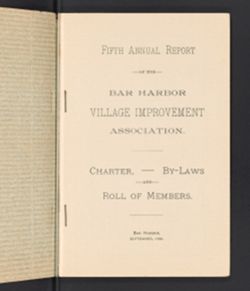 FIFTH ANNUAL REPORT
—OF THE—
BAR HARBOR
VILLAGE IMPROVEMENT
ASSOCIATION.
CHARTER, — BY-LAWS
—AND—
ROLL OF MEMBERS.
BAR HARBOR,
SEPTEMBER,